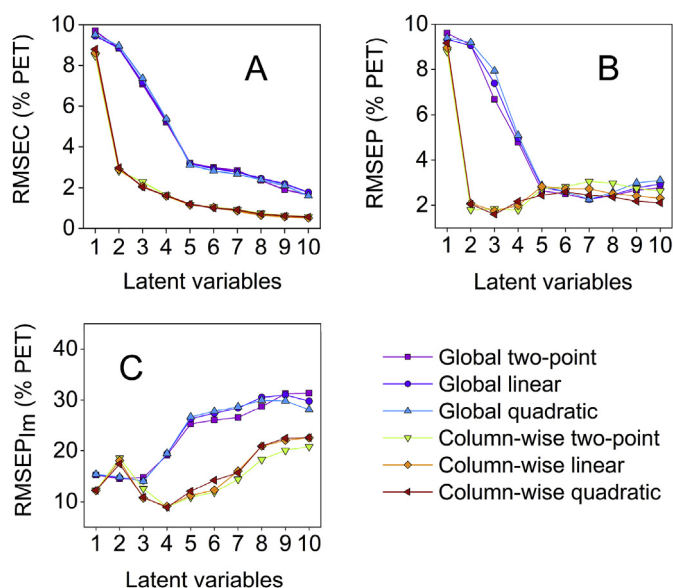 A
RMSEC (% PET)
10
8
6
4
2
0
1 2 3 4 5 6 7 8 9 10
Latent variables
B
RMSEP (% PET)
10
8
6
4
2
1 2 3 4 5 6 7 8 9 10
Latent variables
C
RMSEPIm (% PET)
40
30
20
10
1 2 3 4 5 6 7 8 9 10
Latent variables
Global two-point
Global linear
Global quadratic
Column-wise two-point
Column-wise linear
Column-wise quadratic